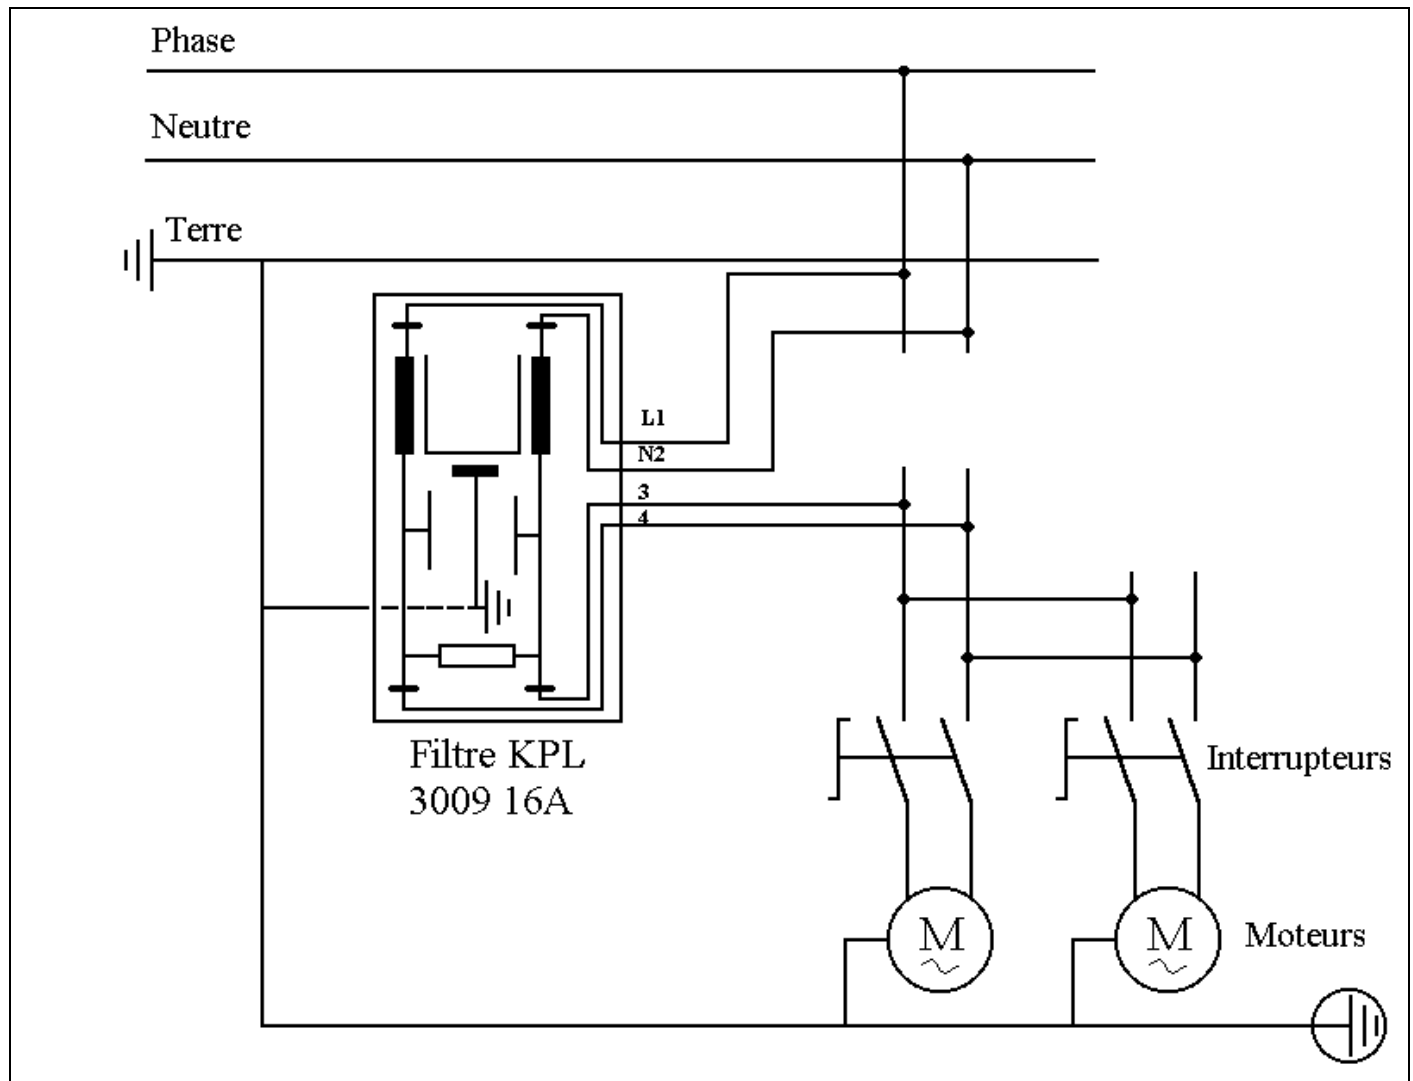 Phase
Neutre
Terre
L1
N2
3
4
Filtre KPL
3009 16A
Interrupteurs
M
M
Moteurs